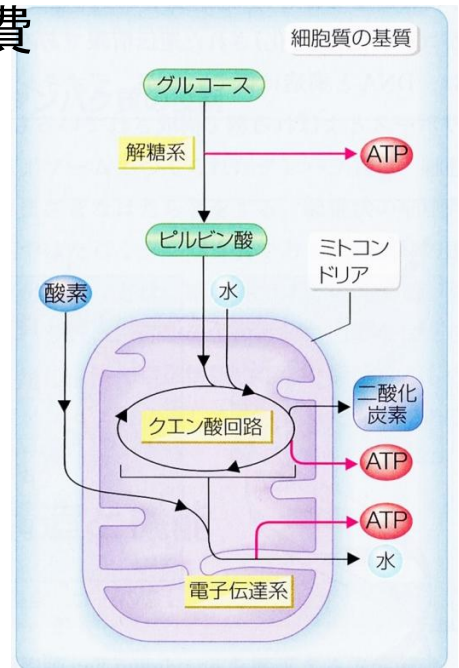 費
細胞質の基質
グルコース
解糖系
ATP
ピルビン酸
ミトコン
ドリア
酸素
水
二酸化
炭素
クエン酸回路
ATP
ATP
水
電子伝達系